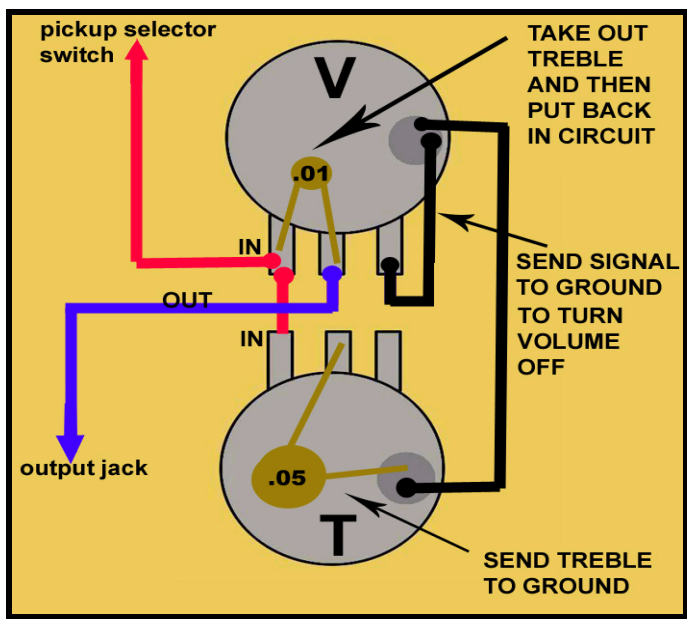 pickup selector
switch
V
TAKE OUT
TREBLE
AND THEN
PUT BACK
IN CIRCUIT
.01
IN
OUT
IN
SEND SIGNAL
TO GROUND
TO TURN
VOLUME
OFF
output jack
.05
T
SEND TREBLE
TO GROUND